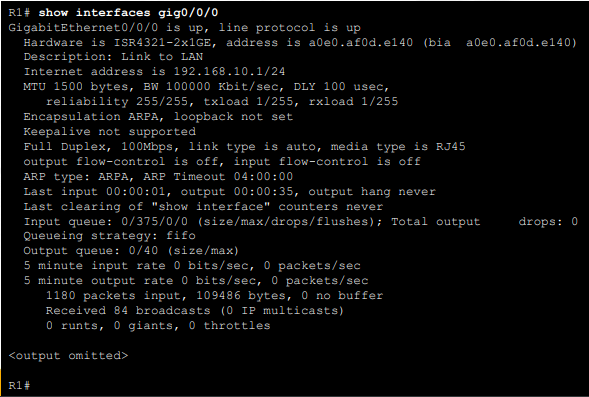 R1# show interfaces gig0/0/0
GigabitEthernet0/0/0 is up, line protocol is up
Hardware is ISR4321-2x1GE, address is a0e0.af0d.e140 (bia a0e0.af0d.e140)
Description: Link to LAN
Internet address is 192.168.10.1/24
MTU 1500 bytes, BW 100000 Kbit/sec, DLY 100 usec,
reliability 255/255, txload 1/255, rxload 1/255
Encapsulation ARPA, loopback not set
Keepalive not supported
Full Duplex, 100Mbps, link type is auto, media type is RJ45
output flow-control is off, input flow-control is off
ARP type: ARPA, ARP Timeout 04:00:00
Last input 00:00:01, output 00:00:35, output hang never
Last clearing of "show interface" counters never
Input queue: 0/375/0/0 (size/max/drops/flushes); Total output drops: 0
Queueing strategy: fifo
Output queue: 0/40 (size/max)
5 minute input rate 0 bits/sec, 0 packets/sec
5 minute output rate 0 bits/sec, 0 packets/sec
1180 packets input, 109486 bytes, 0 no buffer
Received 84 broadcasts (0 IP multicasts)
0 runts, 0 giants, 0 throttles
<output omitted>
R1#